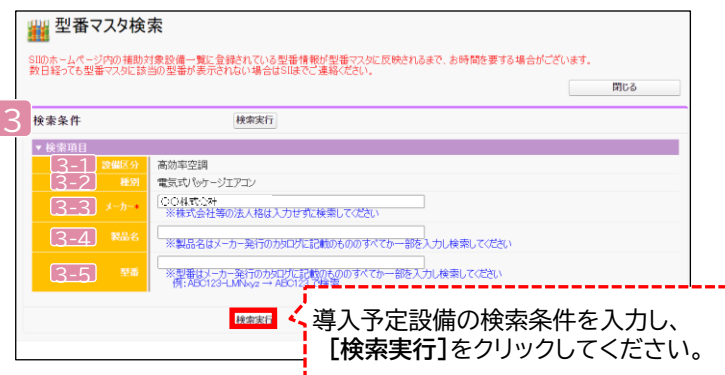 型番マスタ検索
SIIのホームページ内の補助対象設備一覧に登録されている型番情報が型番マスタに反映されるまで、お時間を要する場合がございます。
数日経っても型番マスタに該当の型番が表示されない場合はSIIまでご連絡ください。
閉じる
3 検索条件 検索実行
▼検索項目
3-1 設備区分 高効率空調
3-2 種別 電気式パッケージエアコン
3-3 メーカー* 〇〇株式会社
※株式会社等の法人格は入力せずに検索してください
3-4 製品名
※製品名はメーカー発行のカタログに記載のもののすべてか一部を入力し検索してください
3-5 型番
※型番はメーカー発行のカタログに記載のもののすべてか一部を入力し検索してください
例：ABC123-LMNxyz → ABC123で検索
検索実行
導入予定設備の検索条件を入力し、
[検索実行]をクリックしてください。